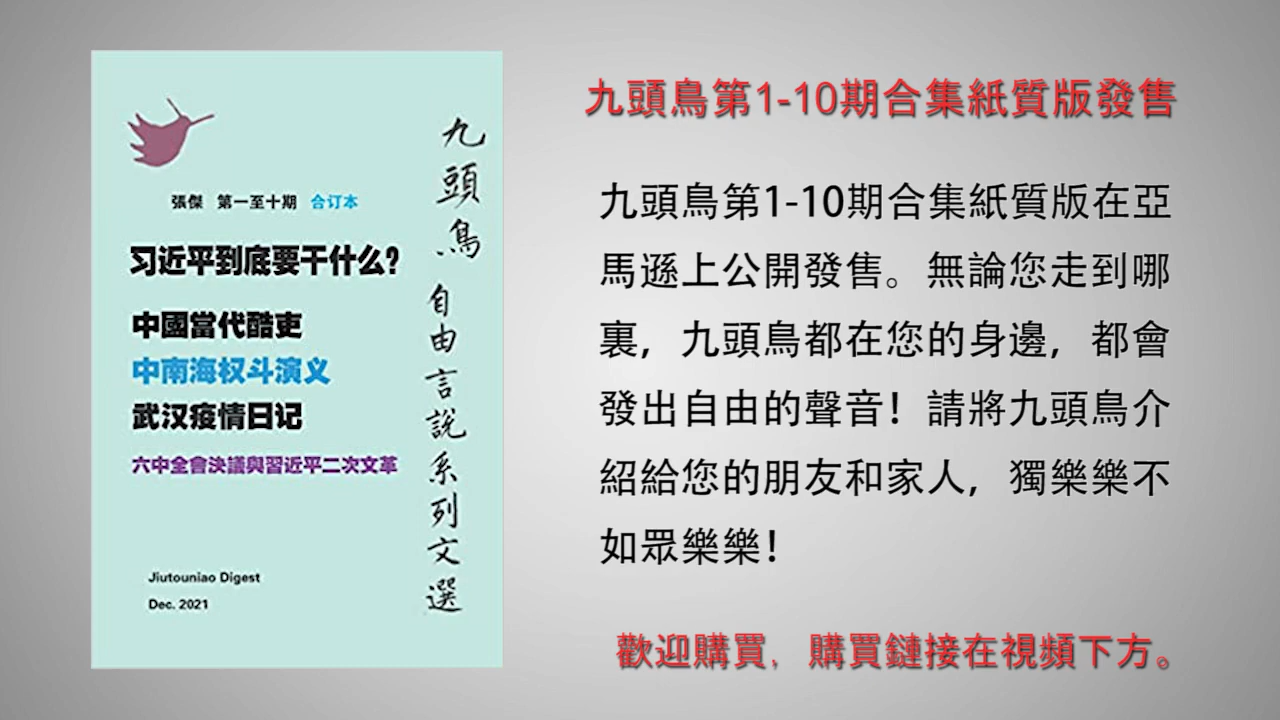 張傑 第一至十期 合订本
习近平到底要干什么?
中國當代酷吏
中南海权斗演义
武汉疫情日记
六中全會決議與習近平二次文革
Jiutouniao Digest
Dec. 2021
九頭鳥 自由言說系列文選
九頭鳥第1-10期合集紙質版發售
九頭鳥第1-10期合集紙質版在亞
馬遜上公開發售。無論您走到哪
裏，九頭鳥都在您的身邊，都會
發出自由的聲音！請將九頭鳥介
紹給您的朋友和家人，獨樂樂不
如眾樂樂！
歡迎購買，購買鏈接在視頻下方。